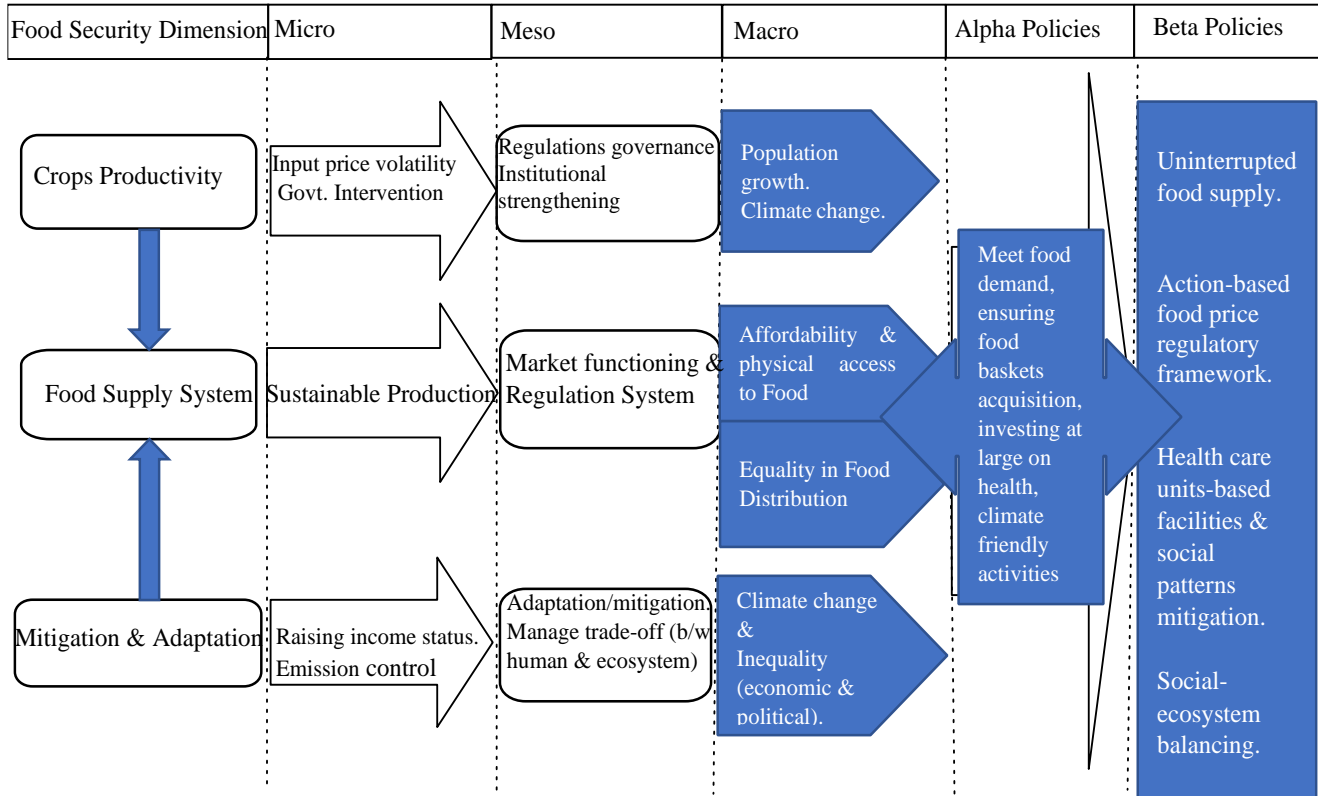 Food Security Dimension
Micro
Meso
Macro
Alpha Policies
Beta Policies
Crops Productivity
Input price volatility
Govt. Intervention
Regulations governance
Institutional
strengthening
Population
growth.
Climate change.
Food Supply System
Sustainable Production
Market functioning &
Regulation System
Affordability &
physical access
to Food
Equality in Food
Distribution
Mitigation & Adaptation
Raising income status.
Emission control
Adaptation/mitigation.
Manage trade-off (b/w
human & ecosystem)
Climate change
&
Inequality
(economic &
political).
Meet food
demand,
ensuring
food
baskets
acquisition,
investing at
large on
health,
climate
friendly
activities
Uninterrupted
food supply.
Action-based
food price
regulatory
framework.
Health care
units-based
facilities &
social
patterns
mitigation.
Social-
ecosystem
balancing.